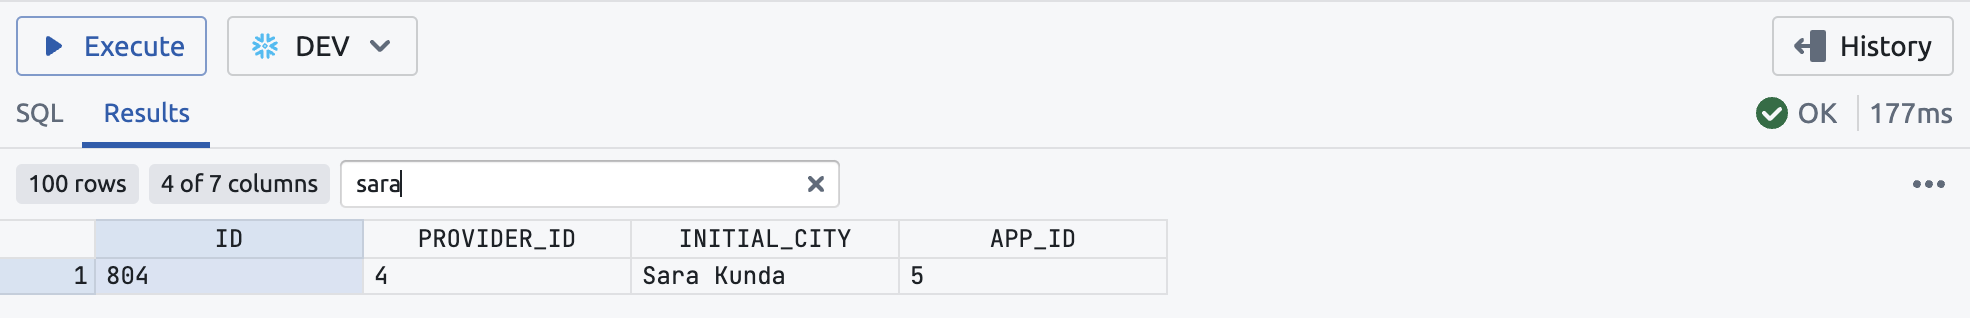 Execute DEV History
SQL Results OK 177ms
100 rows 4 of 7 columns sara
ID PROVIDER_ID INITIAL_CITY APP_ID
1 804 4 Sara Kunda 5